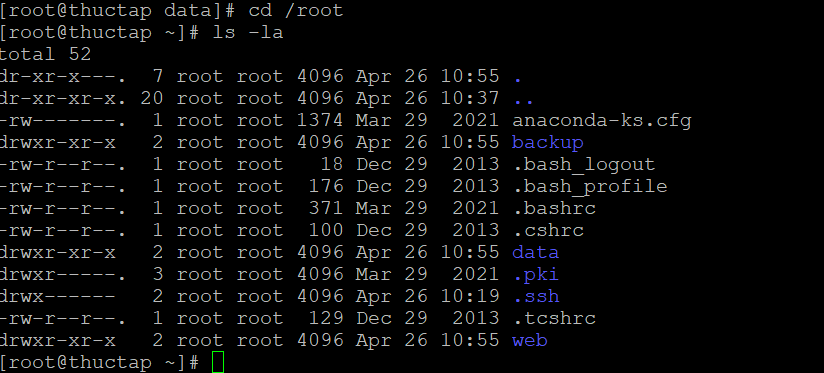 [root@thuctap data]# cd /root
[root@thuctap ~]# ls -la
total 52
dr-xr-x---.  7 root root 4096 Apr 26 10:55 .
dr-xr-xr-x. 20 root root 4096 Apr 26 10:37 ..
-rw-------.  1 root root 1374 Mar 29  2021 anaconda-ks.cfg
drwxr-xr-x   2 root root 4096 Apr 26 10:55 backup
-rw-r--r--.  1 root root   18 Dec 29  2013 .bash_logout
-rw-r--r--.  1 root root  176 Dec 29  2013 .bash_profile
-rw-r--r--.  1 root root  371 Mar 29  2021 .bashrc
-rw-r--r--.  1 root root  100 Dec 29  2013 .cshrc
drwxr-xr-x   2 root root 4096 Apr 26 10:55 data
drwxr-----.  3 root root 4096 Mar 29  2021 .pki
drwx------   2 root root 4096 Apr 26 10:19 .ssh
-rw-r--r--.  1 root root  129 Dec 29  2013 .tcshrc
drwxr-xr-x   2 root root 4096 Apr 26 10:55 web
[root@thuctap ~]#